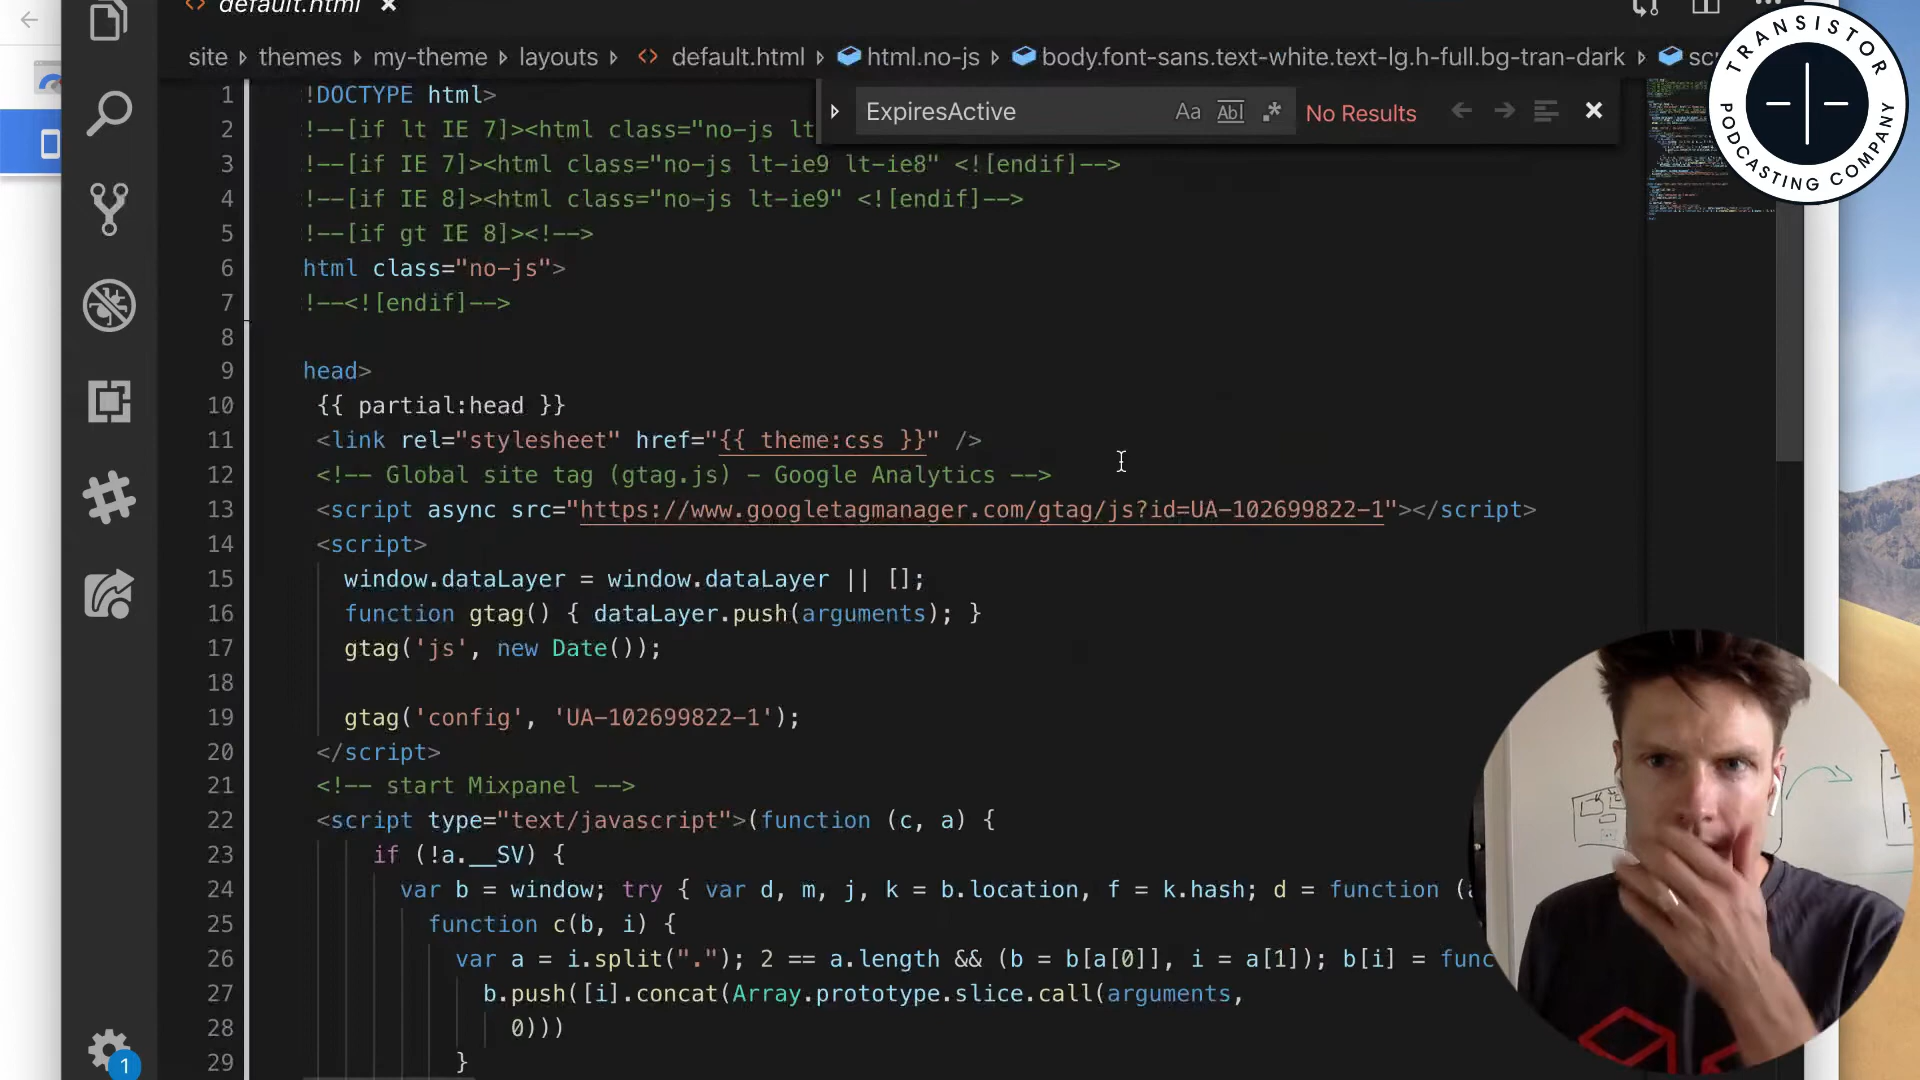 default.html
site themes my-theme layouts default.html html.no-js body.font-sans.text-white.text-lg.h-full.bg-tran-dark sc
ExpiresActive Aa Abl No Results
1 !DOCTYPE html>
2 !--[if lt IE 7]><html class="no-js lt
3 !--[if IE 7]><html class="no-js lt-ie9 lt-ie8" <![endif]-->
4 !--[if IE 8]><html class="no-js lt-ie9" <![endif]-->
5 !--[if gt IE 8]><!-->
6 html class="no-js">
7 !--<![endif]-->
8
9 head>
10 {{ partial:head }}
11 <link rel="stylesheet" href="{{ theme:css }}" />
12 <!-- Global site tag (gtag.js) - Google Analytics -->
13 <script async src="https://www.googletagmanager.com/gtag/js?id=UA-102699822-1"></script>
14 <script>
15 window.dataLayer = window.dataLayer || [];
16 function gtag() { dataLayer.push(arguments); }
17 gtag('js', new Date());
18
19 gtag('config', 'UA-102699822-1');
20 </script>
21 <!-- start Mixpanel -->
22 <script type="text/javascript">(function (c, a) {
23 if (!a.__SV) {
24 var b = window; try { var d, m, j, k = b.location, f = k.hash; d = function (a
25 function c(b, i) {
26 var a = i.split("."); 2 == a.length && (b = b[a[0]], i = a[1]); b[i] = func
27 b.push([i].concat(Array.prototype.slice.call(arguments,
28 0)))
29 }
1
TRANSISTOR
PODCASTING COMPANY